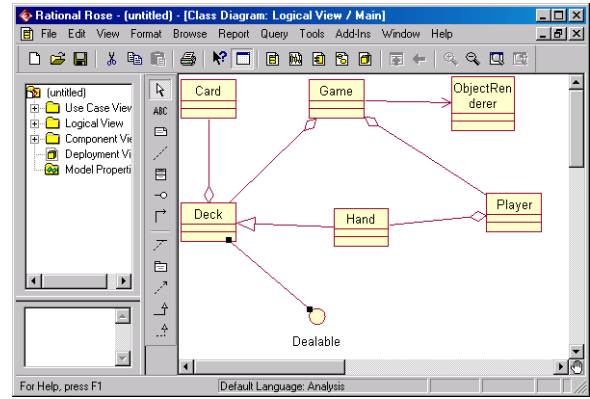 Rational Rose - (untitled) - [Class Diagram: Logical View / Main]
File Edit View Format Browse Report Query Tools Add-Ins Window Help
(untitled)
Use Case View
Logical View
Component Vie
Deployment Vi
Model Properti
ABC
Card
Game
ObjectRen
derer
Deck
Hand
Player
Dealable
For Help, press F1
Default Language: Analysis